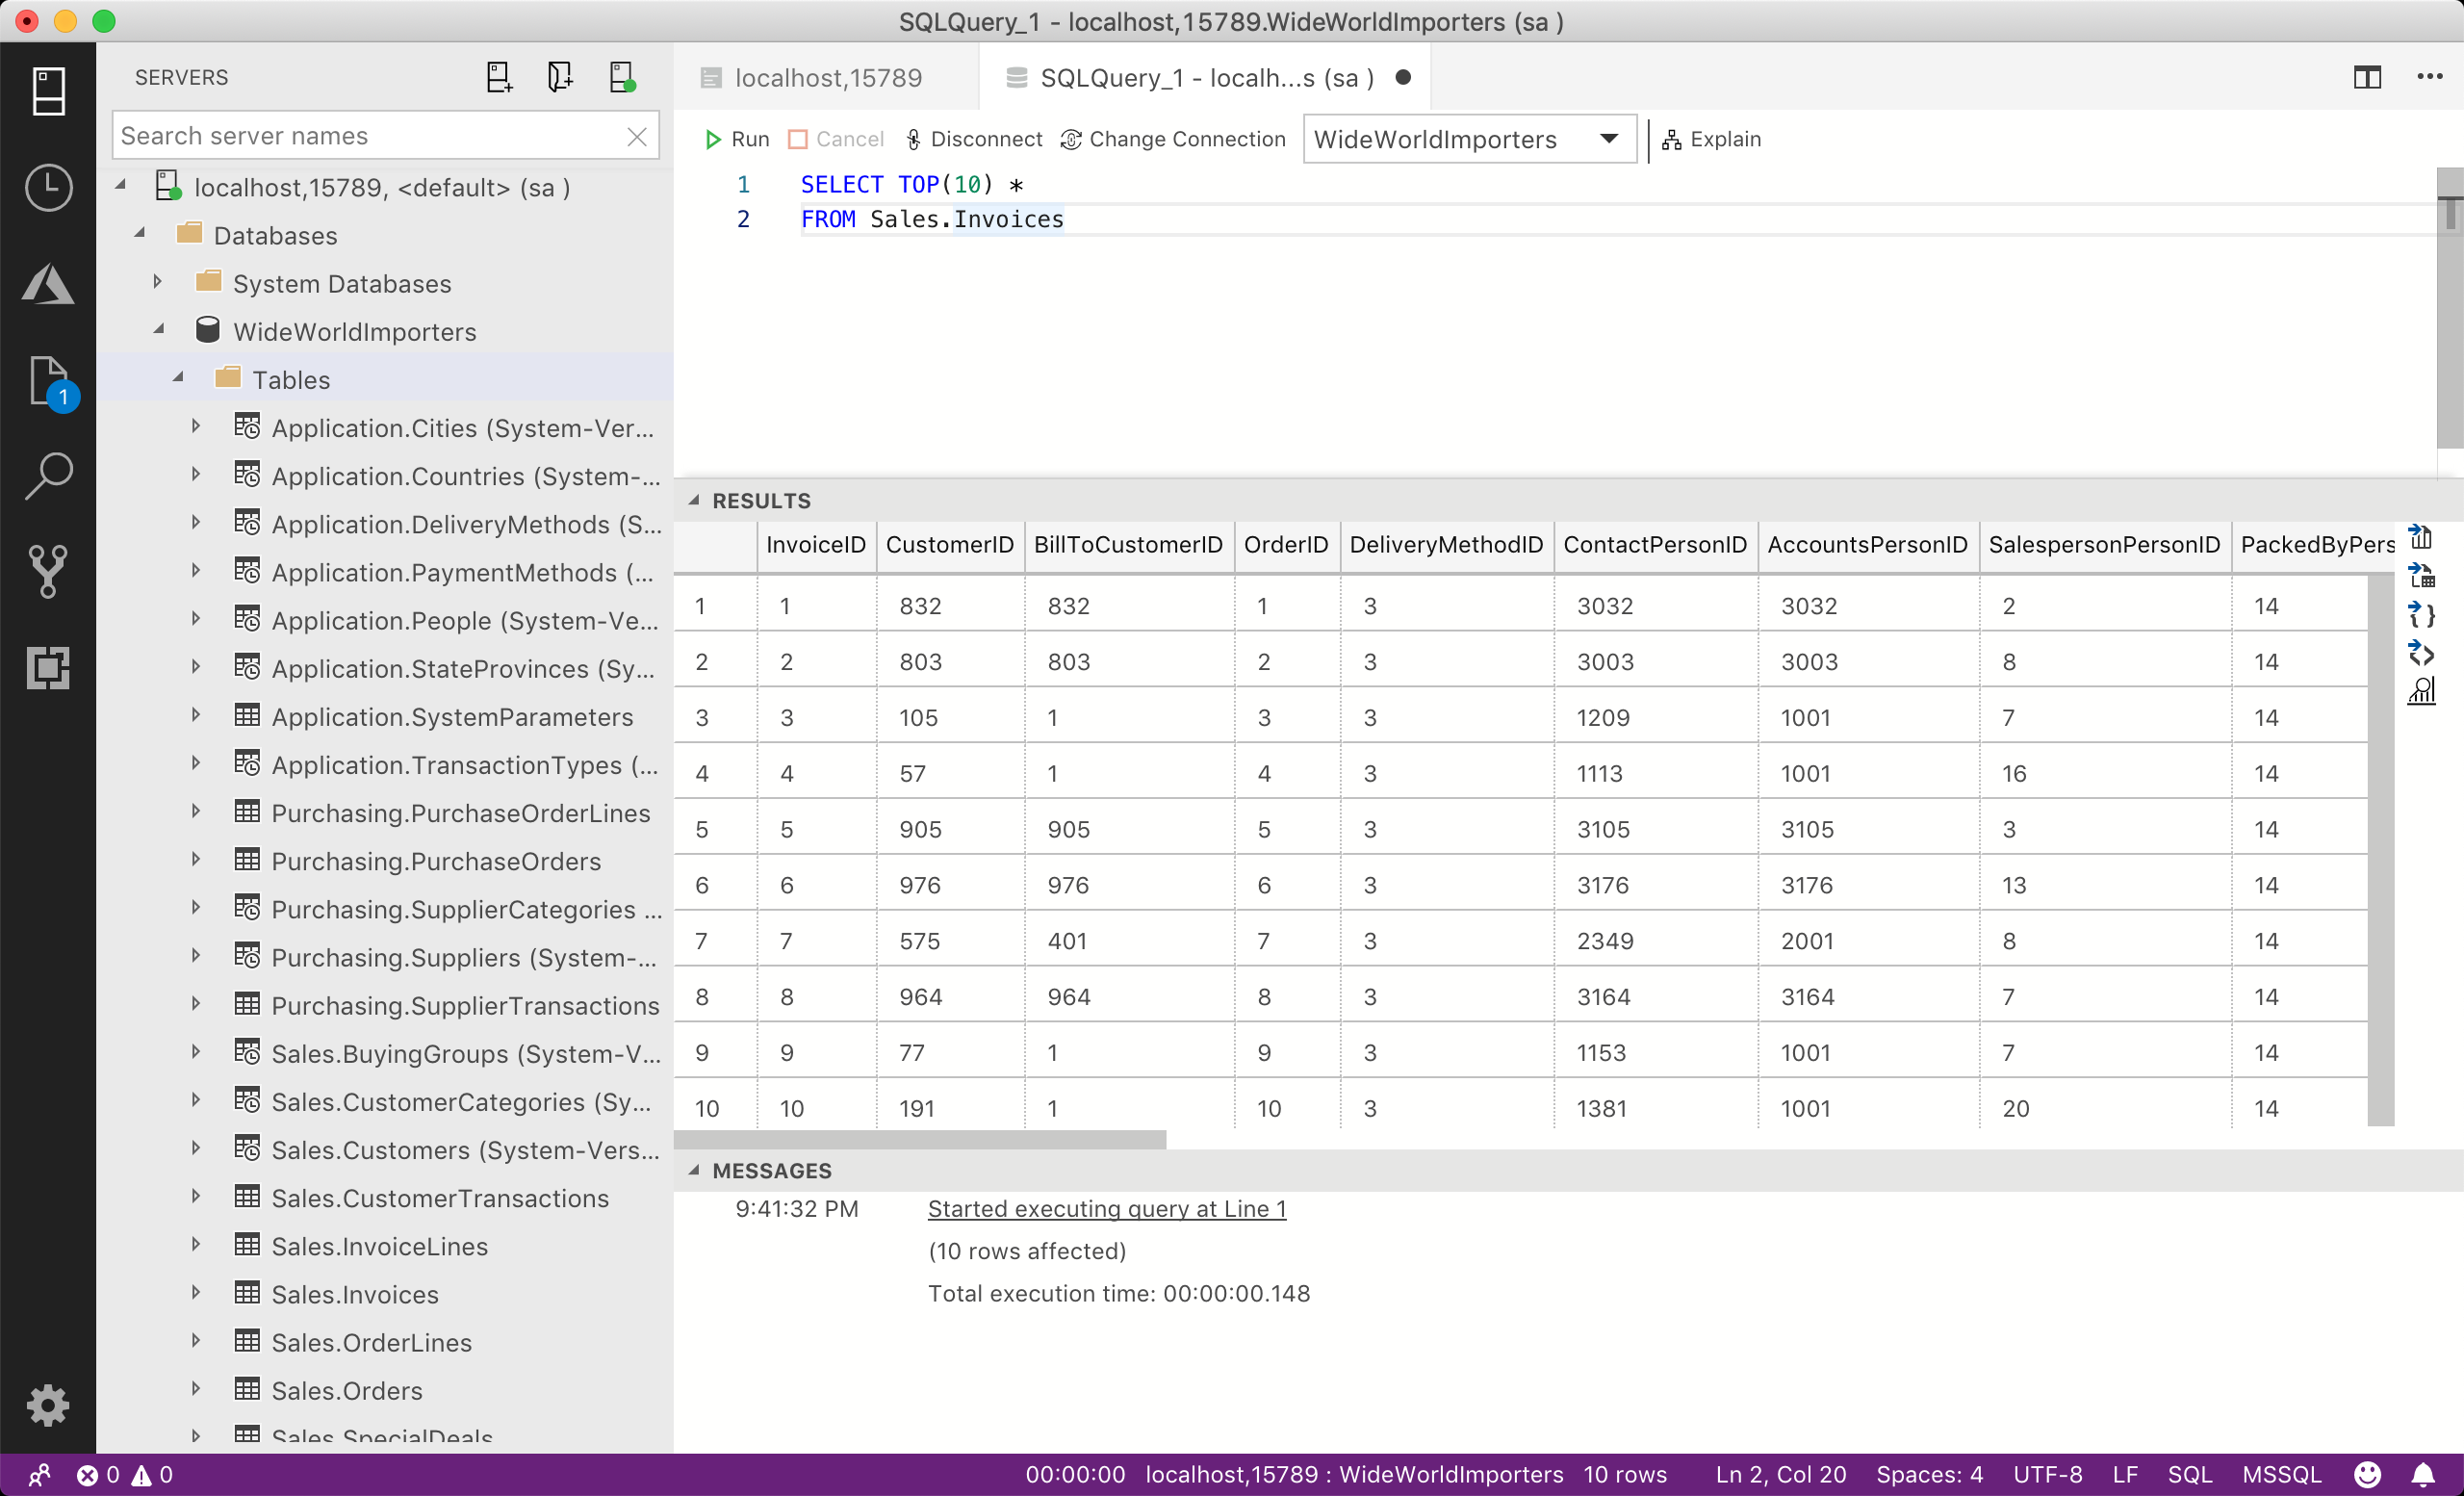 SQLQuery_1 - localhost,15789.WideWorldImporters (sa )
SERVERS
Search server names
localhost,15789, <default> (sa )
Databases
System Databases
WideWorldImporters
Tables
Application.Cities (System-Ver...
Application.Countries (System-...
Application.DeliveryMethods (S...
Application.PaymentMethods (...
Application.People (System-Ve...
Application.StateProvinces (Sy...
Application.SystemParameters
Application.TransactionTypes (...
Purchasing.PurchaseOrderLines
Purchasing.PurchaseOrders
Purchasing.SupplierCategories ...
Purchasing.Suppliers (System-...
Purchasing.SupplierTransactions
Sales.BuyingGroups (System-V...
Sales.CustomerCategories (Sy...
Sales.Customers (System-Vers...
Sales.CustomerTransactions
Sales.InvoiceLines
Sales.Invoices
Sales.OrderLines
Sales.Orders
Sales.SpecialDeals
1
localhost,15789 SQLQuery_1 - localh...s (sa )
Run Cancel Disconnect Change Connection WideWorldImporters Explain
1 SELECT TOP(10) *
2 FROM Sales.Invoices
RESULTS
InvoiceID CustomerID BillToCustomerID OrderID DeliveryMethodID ContactPersonID AccountsPersonID SalespersonPersonID PackedByPers
1 1 832 832 1 3 3032 3032 2 14
2 2 803 803 2 3 3003 3003 8 14
3 3 105 1 3 3 1209 1001 7 14
4 4 57 1 4 3 1113 1001 16 14
5 5 905 905 5 3 3105 3105 3 14
6 6 976 976 6 3 3176 3176 13 14
7 7 575 401 7 3 2349 2001 8 14
8 8 964 964 8 3 3164 3164 7 14
9 9 77 1 9 3 1153 1001 7 14
10 10 191 1 10 3 1381 1001 20 14
MESSAGES
9:41:32 PM Started executing query at Line 1
(10 rows affected)
Total execution time: 00:00:00.148
0 0 00:00:00 localhost,15789 : WideWorldImporters 10 rows Ln 2, Col 20 Spaces: 4 UTF-8 LF SQL MSSQL